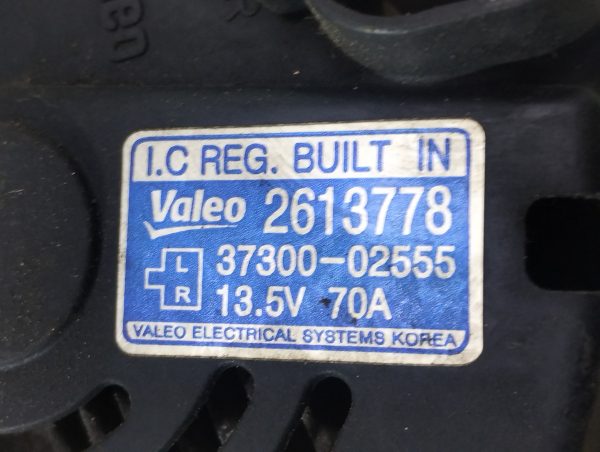 I.C REG. BUILT IN
Valeo 2613778
L 37300-02555
R 13.5V 70A
VALEO ELECTRICAL SYSTEMS KOREA